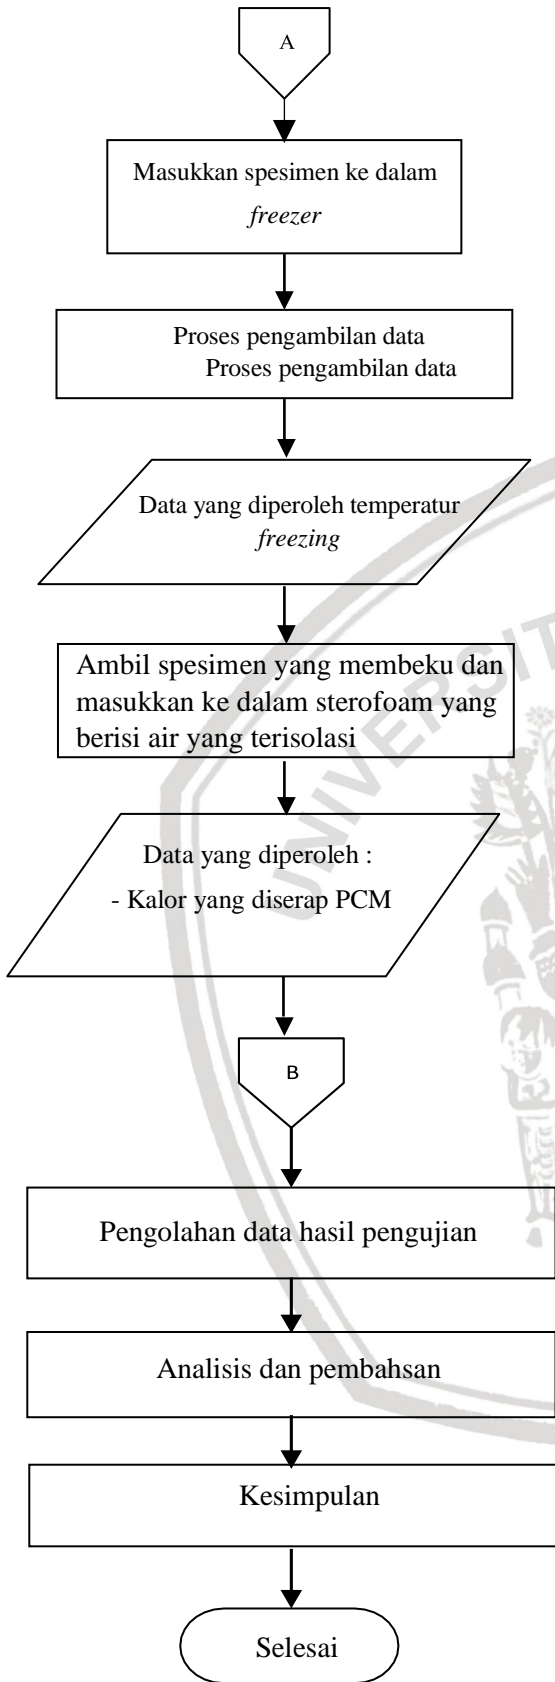 A
Masukkan spesimen ke dalam
freezer
Proses pengambilan data
Proses pengambilan data
Data yang diperoleh temperatur
freezing
Ambil spesimen yang membeku dan
masukkan ke dalam sterofoam yang
berisi air yang terisolasi
UNIVERSIT
Data yang diperoleh :
- Kalor yang diserap PCM
B
Pengolahan data hasil pengujian
Analisis dan pembahsan
Kesimpulan
Selesai